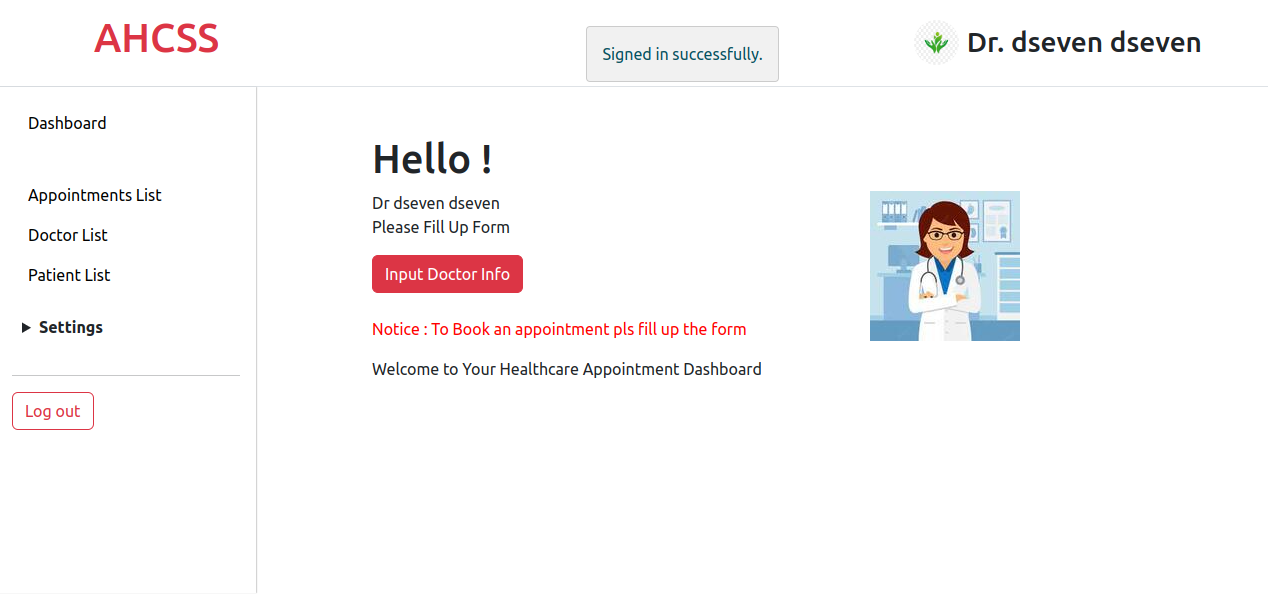 AHCSS
Signed in successfully.
Dr. dseven dseven
Dashboard
Appointments List
Doctor List
Patient List
Settings
Log out
Hello !
Dr dseven dseven
Please Fill Up Form
Input Doctor Info
Notice : To Book an appointment pls fill up the form
Welcome to Your Healthcare Appointment Dashboard